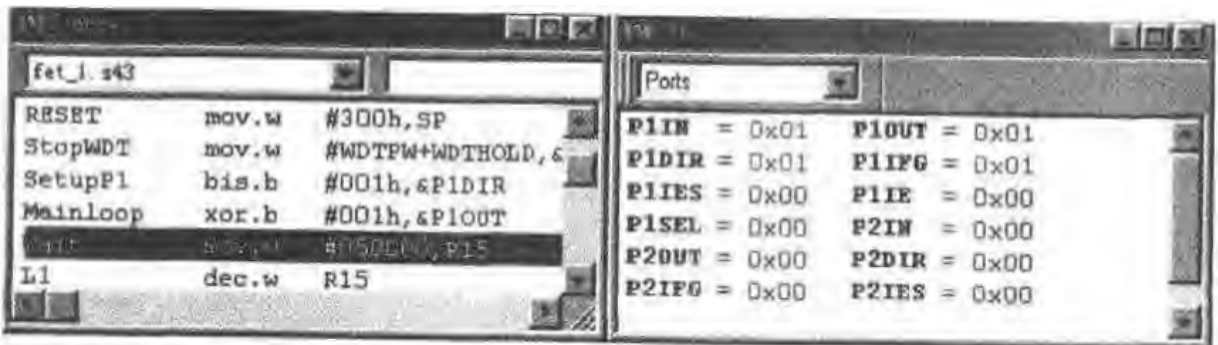 fet_1.s43
RESET mov.w #300h,SP
StopWDT mov.w #WDTPW+WDTHOLD,&
SetupP1 bis.b #001h,&P1DIR
Mainloop xor.b #001h,&P1OUT
R15
L1 dec.w R15
Ports
P1IN = 0x01 P1OUT = 0x01
P1DIR = 0x01 P1IFG = 0x01
P1IES = 0x00 P1IE = 0x00
P1SEL = 0x00 P2IN = 0x00
P2OUT = 0x00 P2DIR = 0x00
P2IFG = 0x00 P2IES = 0x00